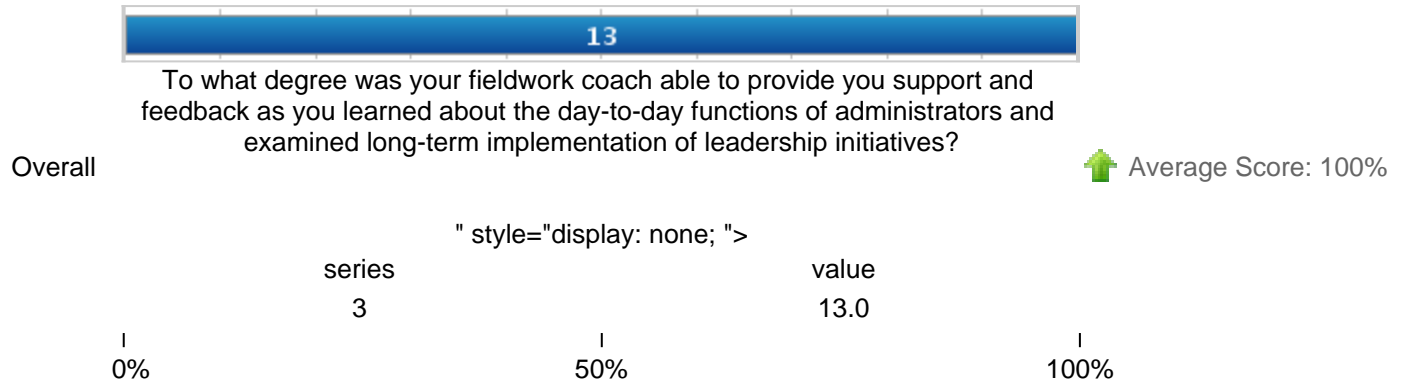 13
To what degree was your fieldwork coach able to provide you support and
feedback as you learned about the day-to-day functions of administrators and
examined long-term implementation of leadership initiatives?
Overall
Average Score: 100%
" style="display: none; ">
series value
3 13.0
0% 50% 100%